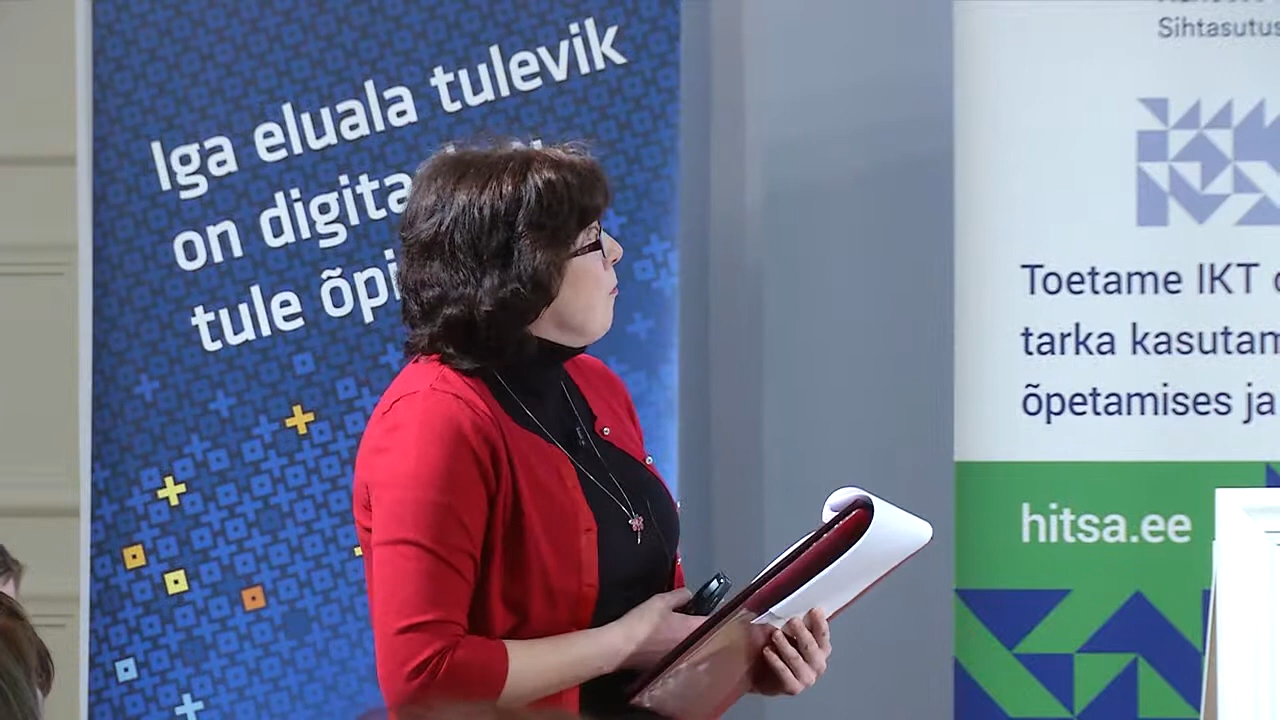 Iga eluala tulevik
on digita
tule õpi
Sihtasutus
Toetame IKT
tarka kasutam
õpetamises ja
hitsa.ee